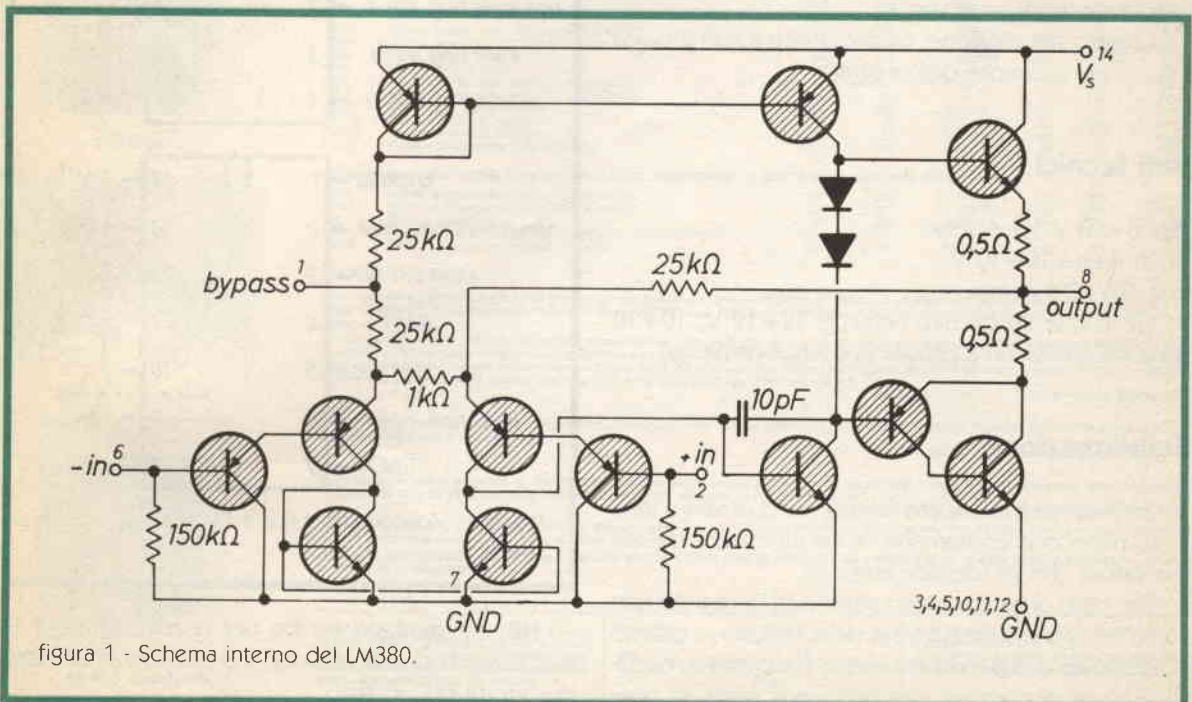 14
Vs
25kΩ
0,5Ω
bypass 1
25kΩ
8
output
25kΩ
0,5Ω
1kΩ
10pF
-in 6
+in
2
150kΩ
150kΩ
7
GND
3,4,5,10,11,12
GND
figura 1 - Schema interno del LM380.